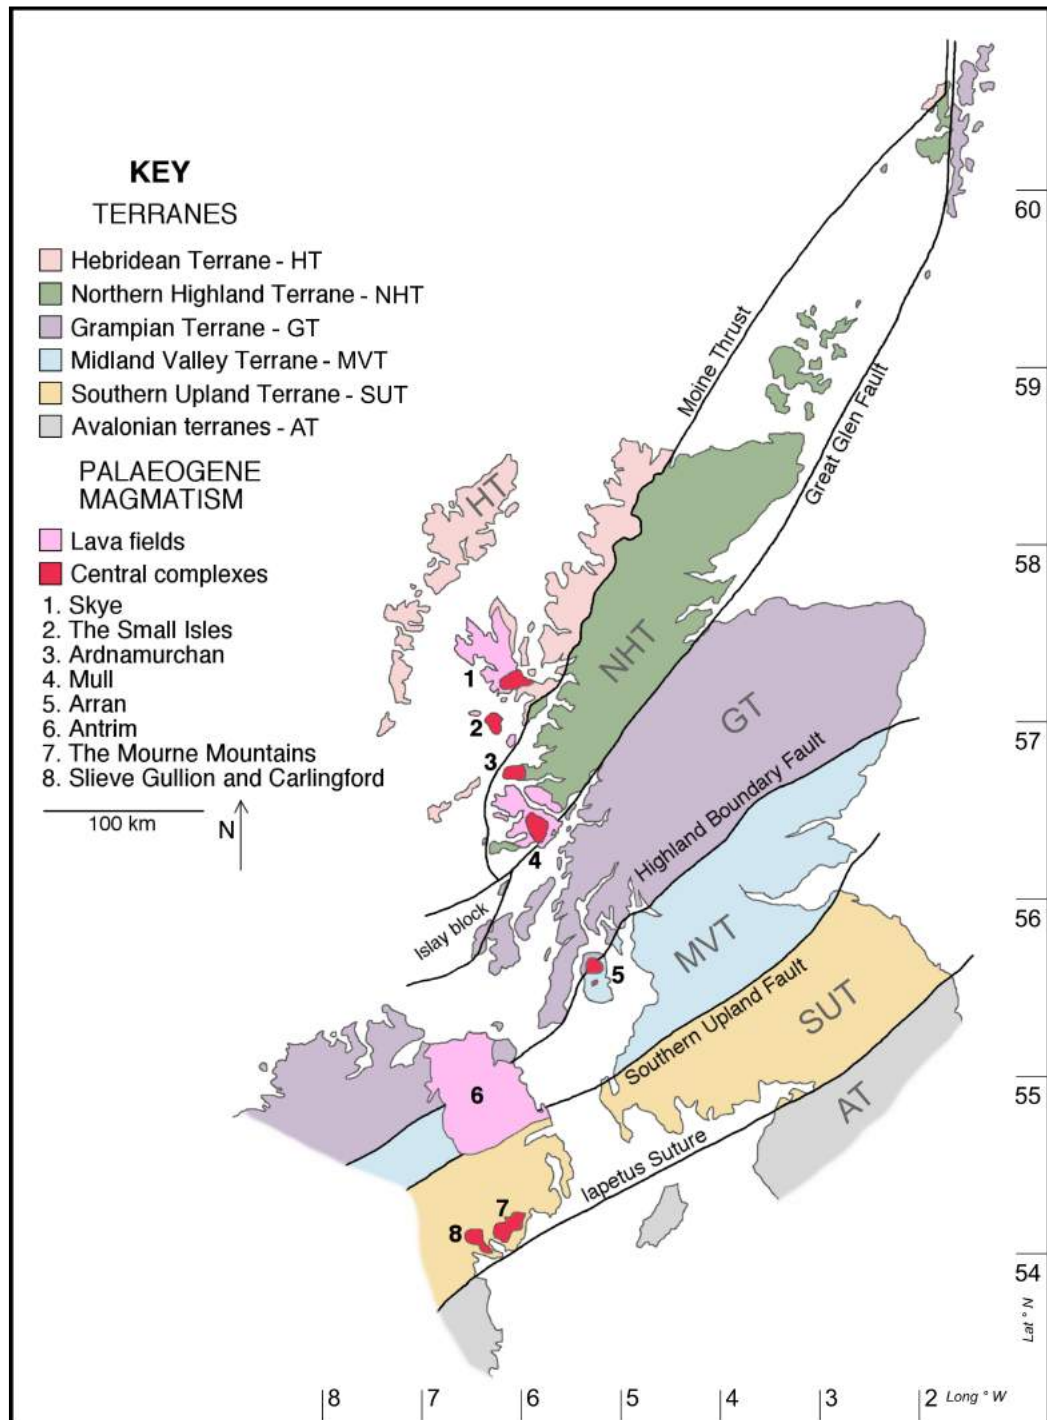 KEY
TERRANES
Hebridean Terrane - HT
Northern Highland Terrane - NHT
Grampian Terrane - GT
Midland Valley Terrane - MVT
Southern Upland Terrane - SUT
Avalonian terranes - AT
PALAEOGENE
MAGMATISM
Lava fields
Central complexes
1. Skye
2. The Small Isles
3. Ardnamurchan
4. Mull
5. Arran
6. Antrim
7. The Mourne Mountains
8. Slieve Gullion and Carlingford
100 km
N
Moine Thrust
Great Glen Fault
HT
NHT
GT
1
2
3
4
Highland Boundary Fault
Islay block
MVT
5
Southern Upland Fault
SUT
6
AT
Iapetus Suture
7
8
60
59
58
57
56
55
54
Lat ° N
8
7
6
5
4
3
2
Long ° W